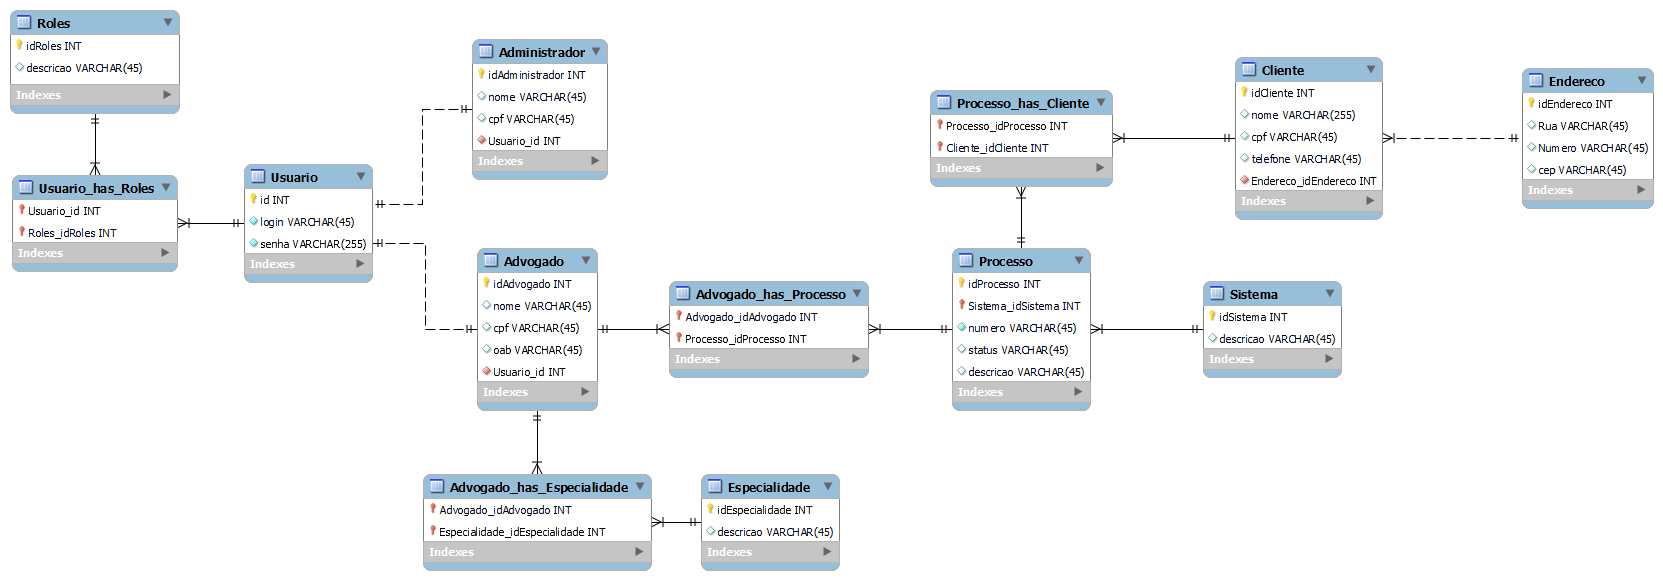 Roles
idRoles INT
descricao VARCHAR(45)
Indexes
Usuario_has_Roles
Usuario_id INT
Roles_idRoles INT
Indexes
Usuario
id INT
login VARCHAR(45)
senha VARCHAR(255)
Indexes
Administrador
idAdministrador INT
nome VARCHAR(45)
cpf VARCHAR(45)
Usuario_id INT
Indexes
Advogado
idAdvogado INT
nome VARCHAR(45)
cpf VARCHAR(45)
oab VARCHAR(45)
Usuario_id INT
Indexes
Advogado_has_Especialidade
Advogado_idAdvogado INT
Especialidade_idEspecialidade INT
Indexes
Especialidade
idEspecialidade INT
descricao VARCHAR(45)
Indexes
Advogado_has_Processo
Advogado_idAdvogado INT
Processo_idProcesso INT
Indexes
Processo_has_Cliente
Processo_idProcesso INT
Cliente_idCliente INT
Indexes
Processo
idProcesso INT
Sistema_idSistema INT
numero VARCHAR(45)
status VARCHAR(45)
descricao VARCHAR(45)
Indexes
Cliente
idCliente INT
nome VARCHAR(255)
cpf VARCHAR(45)
telefone VARCHAR(45)
Endereco_idEndereco INT
Indexes
Sistema
idSistema INT
descricao VARCHAR(45)
Indexes
Endereco
idEndereco INT
Rua VARCHAR(45)
Numero VARCHAR(45)
cep VARCHAR(45)
Indexes